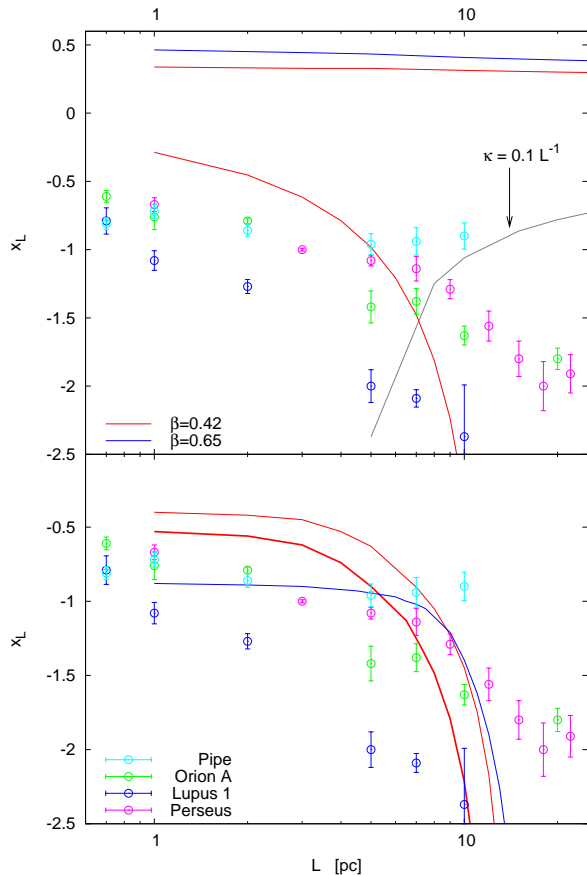 1 10
0.5
0
κ = 0.1 L⁻¹
-0.5
x_L
-1
-1.5
-2
β=0.42
β=0.65
-2.5
-0.5
x_L
-1
-1.5
-2
Pipe
Orion A
Lupus 1
Perseus
-2.5
1 10
L [pc]